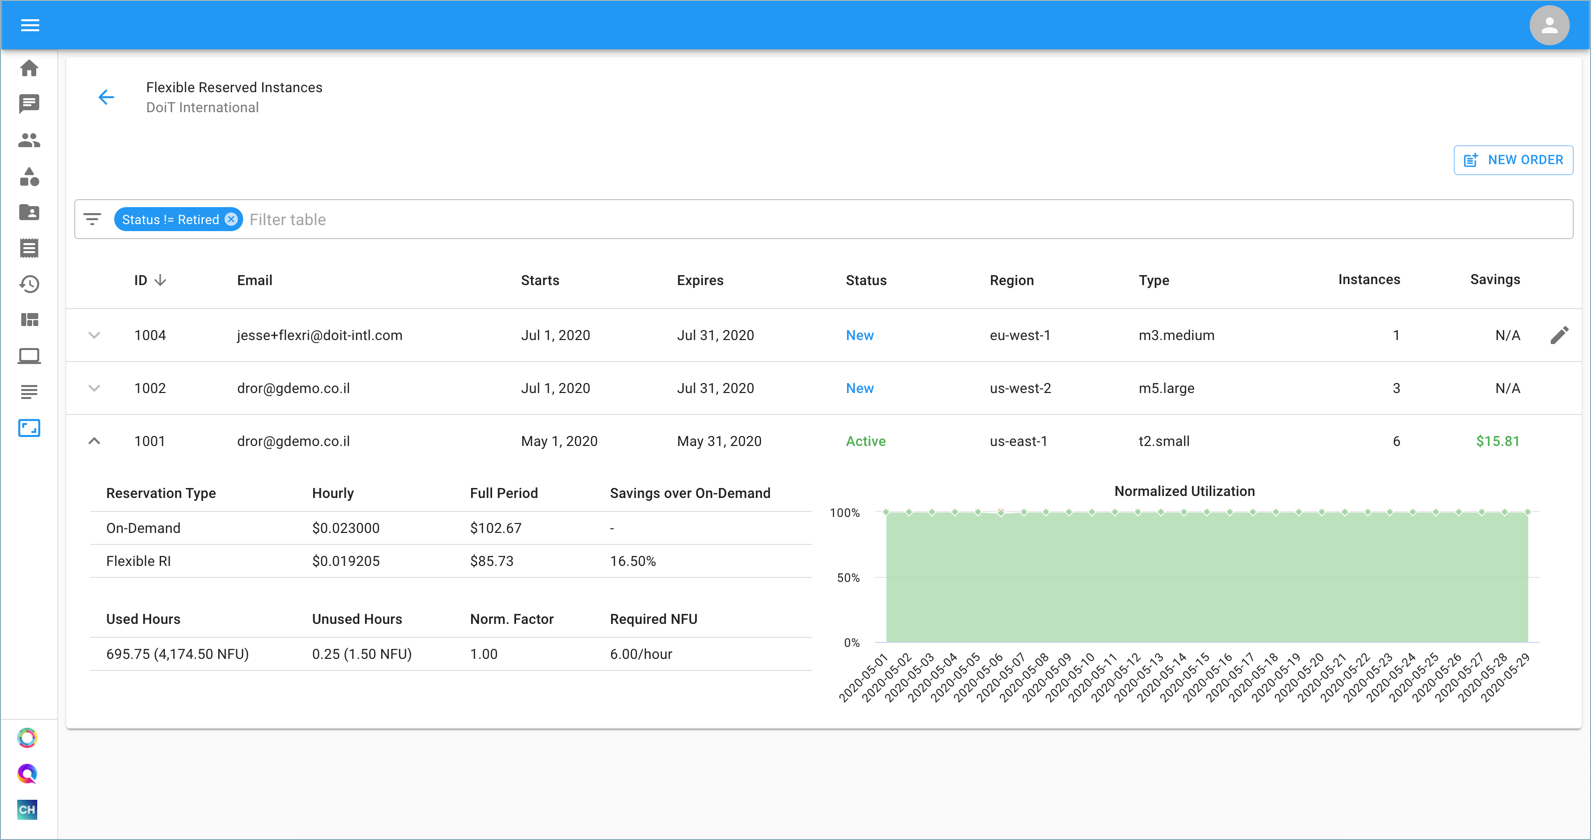 Flexible Reserved Instances
DoiT International
NEW ORDER
Status != Retired Filter table
ID Email Starts Expires Status Region Type Instances Savings
1004 jesse+flexri@doit-intl.com Jul 1, 2020 Jul 31, 2020 New eu-west-1 m3.medium 1 N/A
1002 dror@gdemo.co.il Jul 1, 2020 Jul 31, 2020 New us-west-2 m5.large 3 N/A
1001 dror@gdemo.co.il May 1, 2020 May 31, 2020 Active us-east-1 t2.small 6 $15.81
Reservation Type Hourly Full Period Savings over On-Demand
On-Demand $0.023000 $102.67 -
Flexible RI $0.019205 $85.73 16.50%
Used Hours Unused Hours Norm. Factor Required NFU
695.75 (4,174.50 NFU) 0.25 (1.50 NFU) 1.00 6.00/hour
Normalized Utilization
100%
50%
0%
2020-05-01
2020-05-02
2020-05-03
2020-05-04
2020-05-05
2020-05-06
2020-05-07
2020-05-08
2020-05-09
2020-05-10
2020-05-11
2020-05-12
2020-05-13
2020-05-14
2020-05-15
2020-05-16
2020-05-17
2020-05-18
2020-05-19
2020-05-20
2020-05-21
2020-05-22
2020-05-23
2020-05-24
2020-05-25
2020-05-26
2020-05-27
2020-05-28
2020-05-29
CH